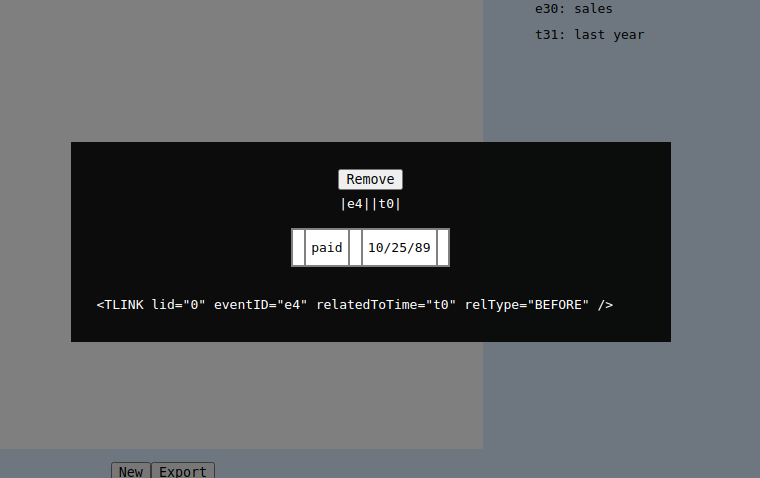 e30: sales
t31: last year
Remove
|e4||t0|
paid 10/25/89
<TLINK lid="0" eventID="e4" relatedToTime="t0" relType="BEFORE" />
New Export